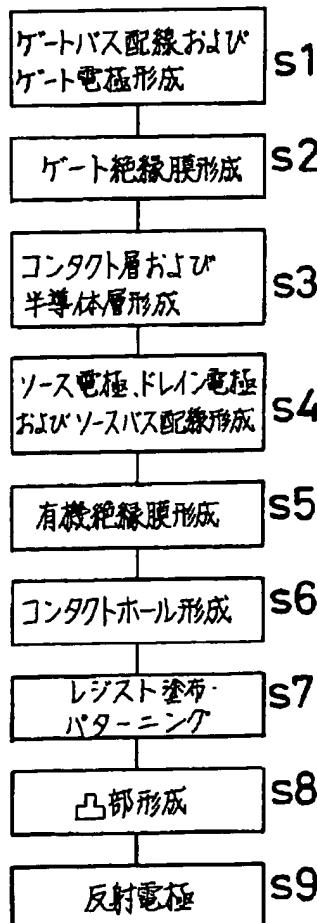 ゲートバス配線および
ゲート電極形成
s1
ゲート絶縁膜形成
s2
コンタクト層および
半導体層形成
s3
ソース電極、ドレイン電極
およびソースバス配線形成
s4
有機絶縁膜形成
s5
コンタクトホール形成
s6
レジスト塗布・
パターニング
s7
凸部形成
s8
反射電極
s9